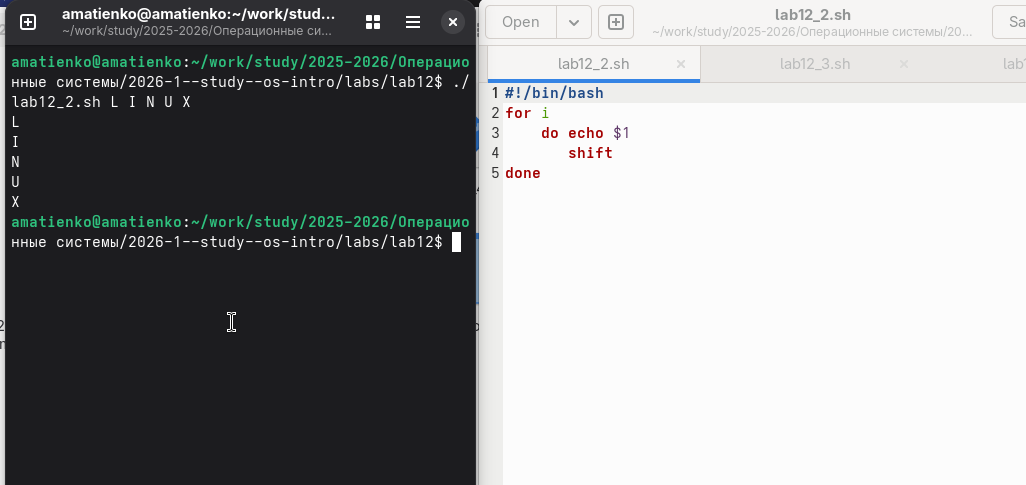 amatienko@amatienko:~/work/stud...
~/work/study/2025-2026/Операционные си...
amatienko@amatienko:~/work/study/2025-2026/Операцио
нные системы/2026-1--study--os-intro/labs/lab12$ ./
lab12_2.sh L I N U X
L
I
N
U
X
amatienko@amatienko:~/work/study/2025-2026/Операцио
нные системы/2026-1--study--os-intro/labs/lab12$
Open
lab12_2.sh
~/work/study/2025-2026/Операционные системы/20...
Sa
lab12_2.sh
lab12_3.sh
1 #!/bin/bash
2 for i
3     do echo $1
4        shift
5 done